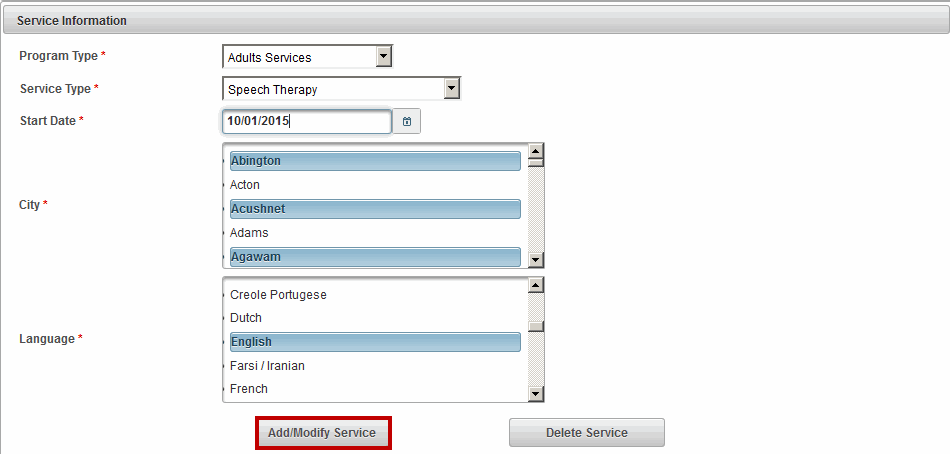 Service Information
Program Type * Adults Services
Service Type * Speech Therapy
Start Date * 10/01/2015
Abington
Acton
City * Acushnet
Adams
Agawam
Creole Portugese
Dutch
Language * English
Farsi / Iranian
French
Add/Modify Service Delete Service